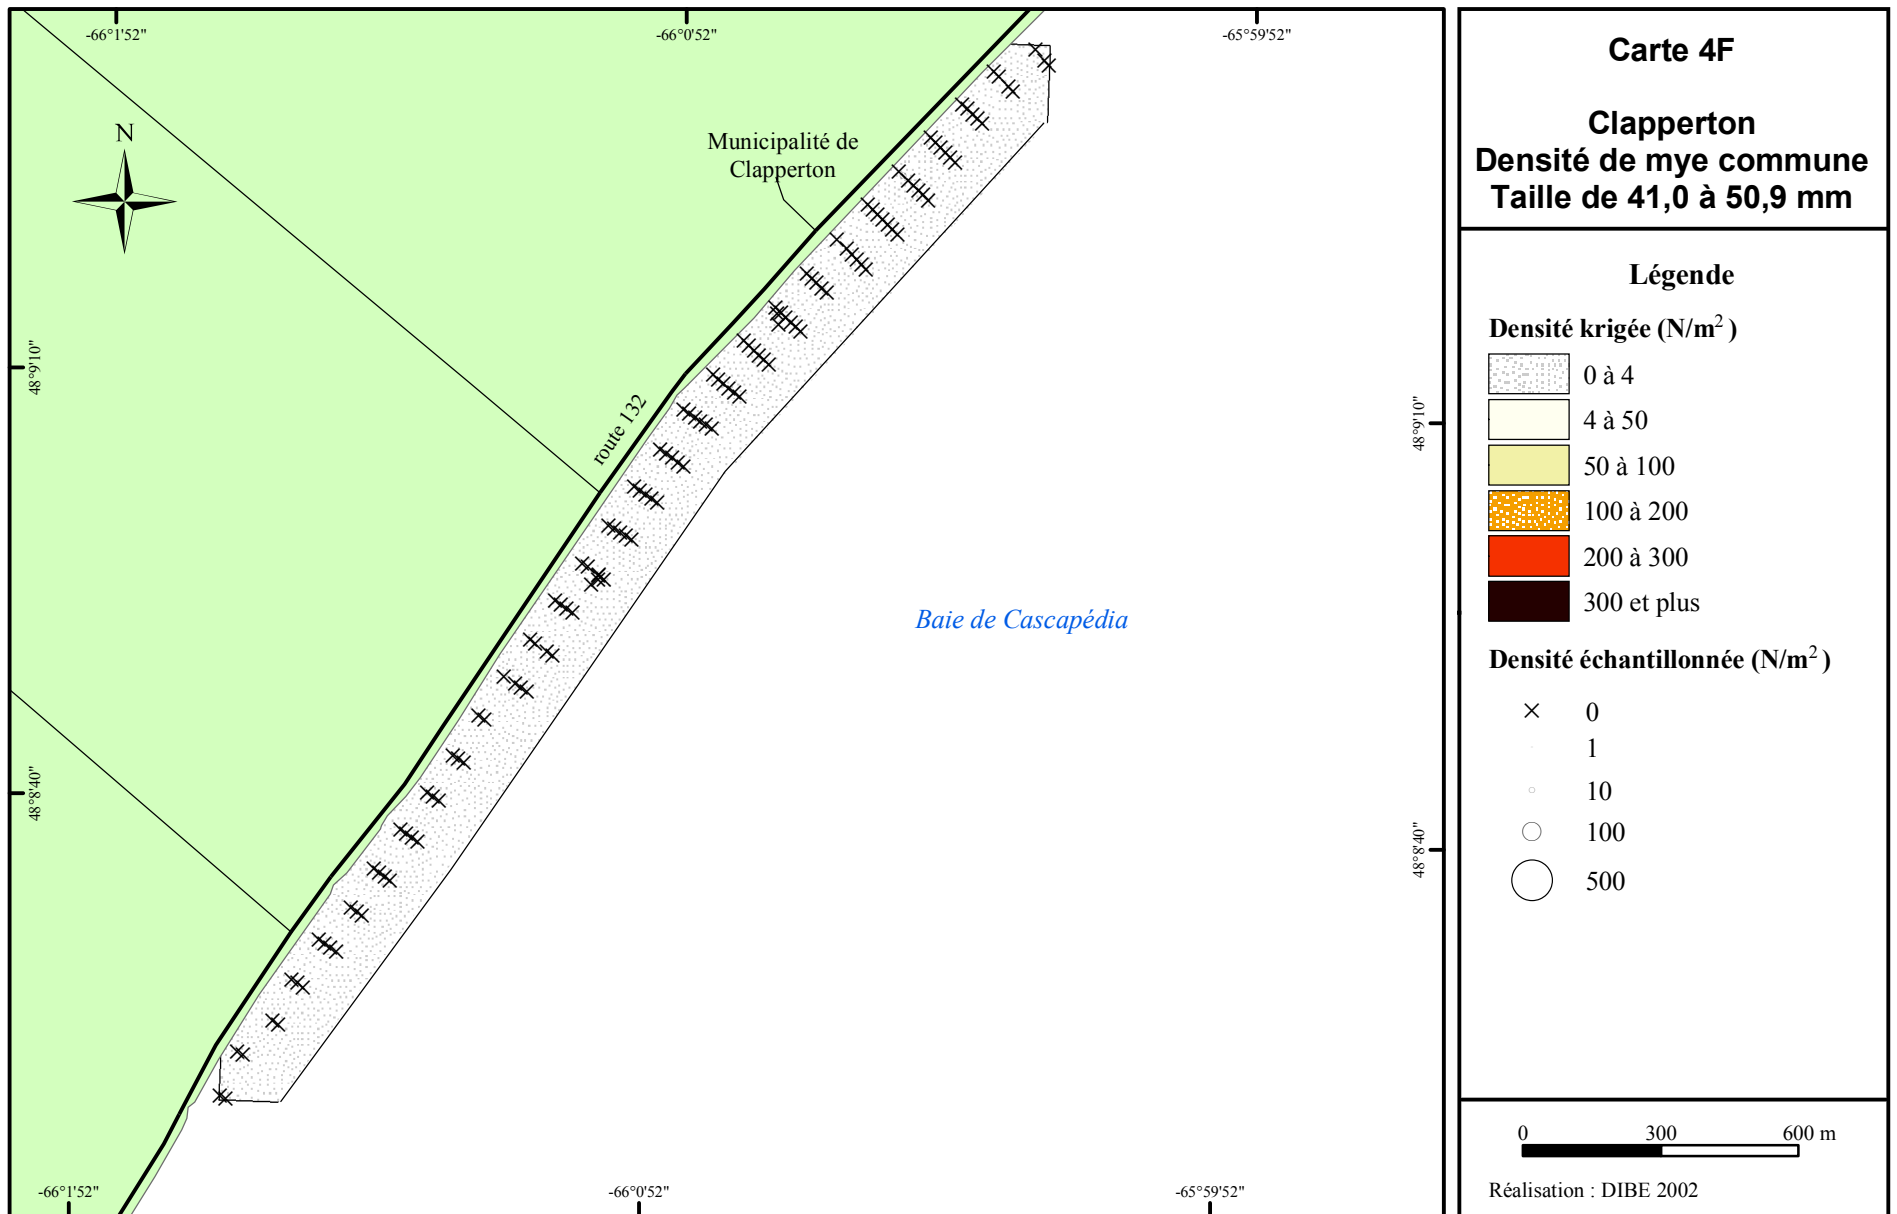 -66°1'52"
-66°0'52"
-65°59'52"
N
Municipalité de
Clapperton
48°9'10"
48°9'10"
route 132
Baie de Cascapédia
48°8'40"
48°8'40"
-66°1'52"
-66°0'52"
-65°59'52"
Carte 4F
Clapperton
Densité de mye commune
Taille de 41,0 à 50,9 mm
Légende
Densité krigée (N/m²)
0 à 4
4 à 50
50 à 100
100 à 200
200 à 300
300 et plus
Densité échantillonnée (N/m²)
0
1
10
100
500
0 300 600 m
Réalisation : DIBE 2002